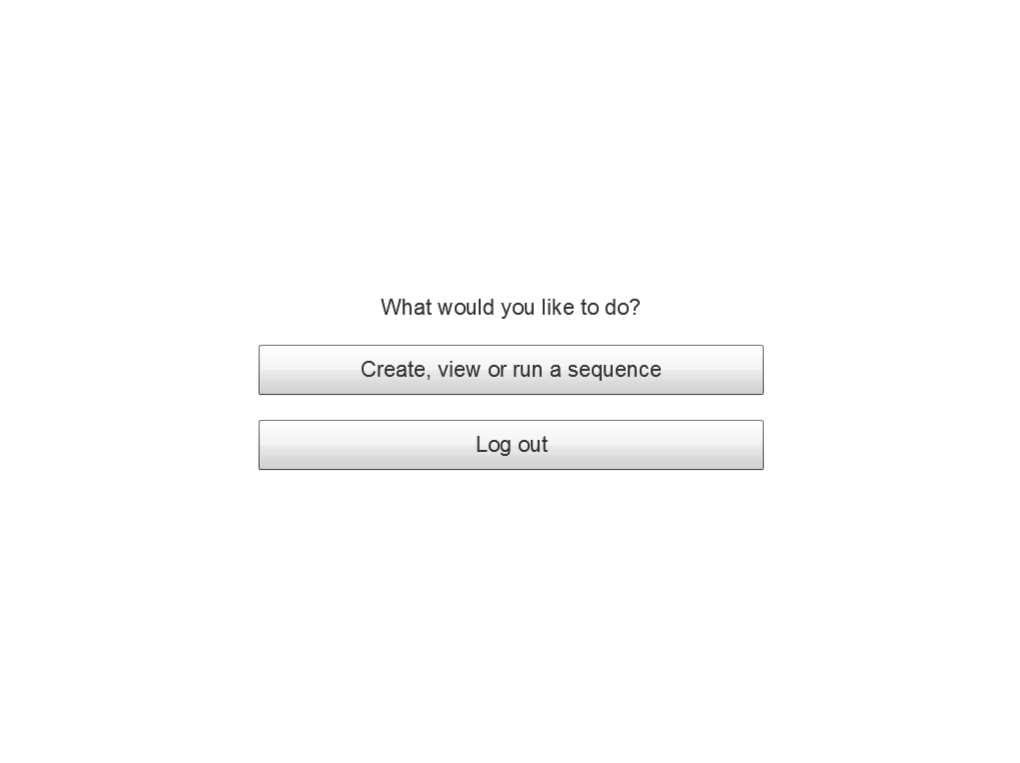 What would you like to do?
Create, view or run a sequence
Log out